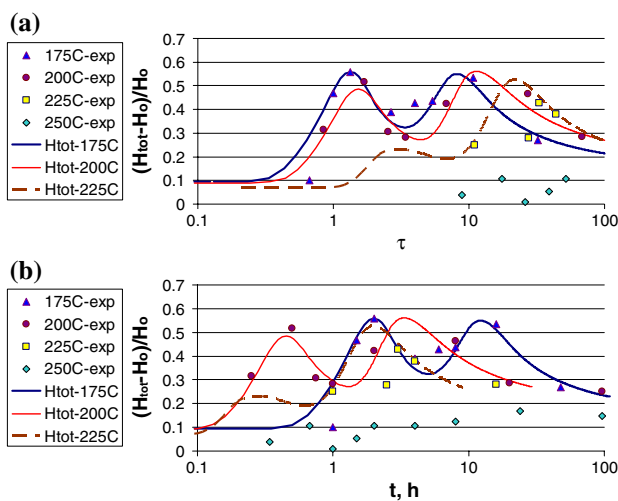 (a)
175C-exp
200C-exp
225C-exp
250C-exp
Htot-175C
Htot-200C
Htot-225C
(Htot-Ho)/Ho
0.7
0.6
0.5
0.4
0.3
0.2
0.1
0
0.1
1
10
100
τ
(b)
175C-exp
200C-exp
225C-exp
250C-exp
Htot-175C
Htot-200C
Htot-225C
(Htot-Ho)/Ho
0.7
0.6
0.5
0.4
0.3
0.2
0.1
0
0.1
1
10
100
t, h